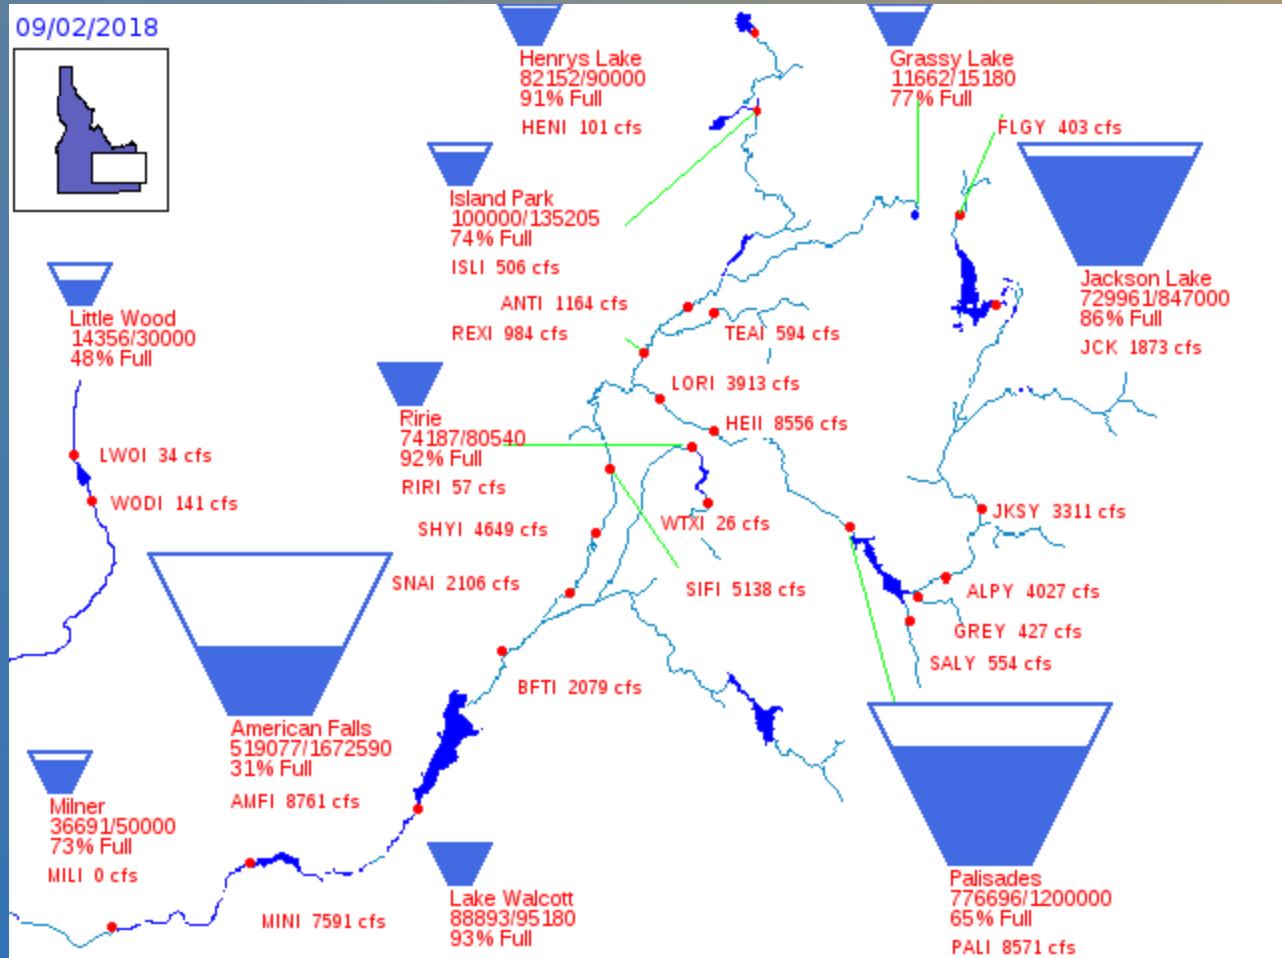 09/02/2018
Henrys Lake
82152/90000
91% Full
HENI 101 cfs
Grassy Lake
11662/15180
77% Full
FLGY 403 cfs
Island Park
100000/135205
74% Full
ISLI 506 cfs
Jackson Lake
729961/847000
86% Full
JCK 1873 cfs
Little Wood
14356/30000
48% Full
ANTI 1164 cfs
REXI 984 cfs
TEAI 594 cfs
LORI 3913 cfs
HEII 8556 cfs
Ririe
74187/80540
92% Full
RIRI 57 cfs
LWOI 34 cfs
WODI 141 cfs
WTXI 26 cfs
JKSY 3311 cfs
SHYI 4649 cfs
SNAI 2106 cfs
SIFI 5138 cfs
ALPY 4027 cfs
GREY 427 cfs
SALY 554 cfs
BFTI 2079 cfs
American Falls
519077/1672590
31% Full
AMFI 8761 cfs
Milner
36691/50000
73% Full
MILI 0 cfs
MINI 7591 cfs
Lake Walcott
88893/95180
93% Full
Palisades
776696/1200000
65% Full
PALI 8571 cfs